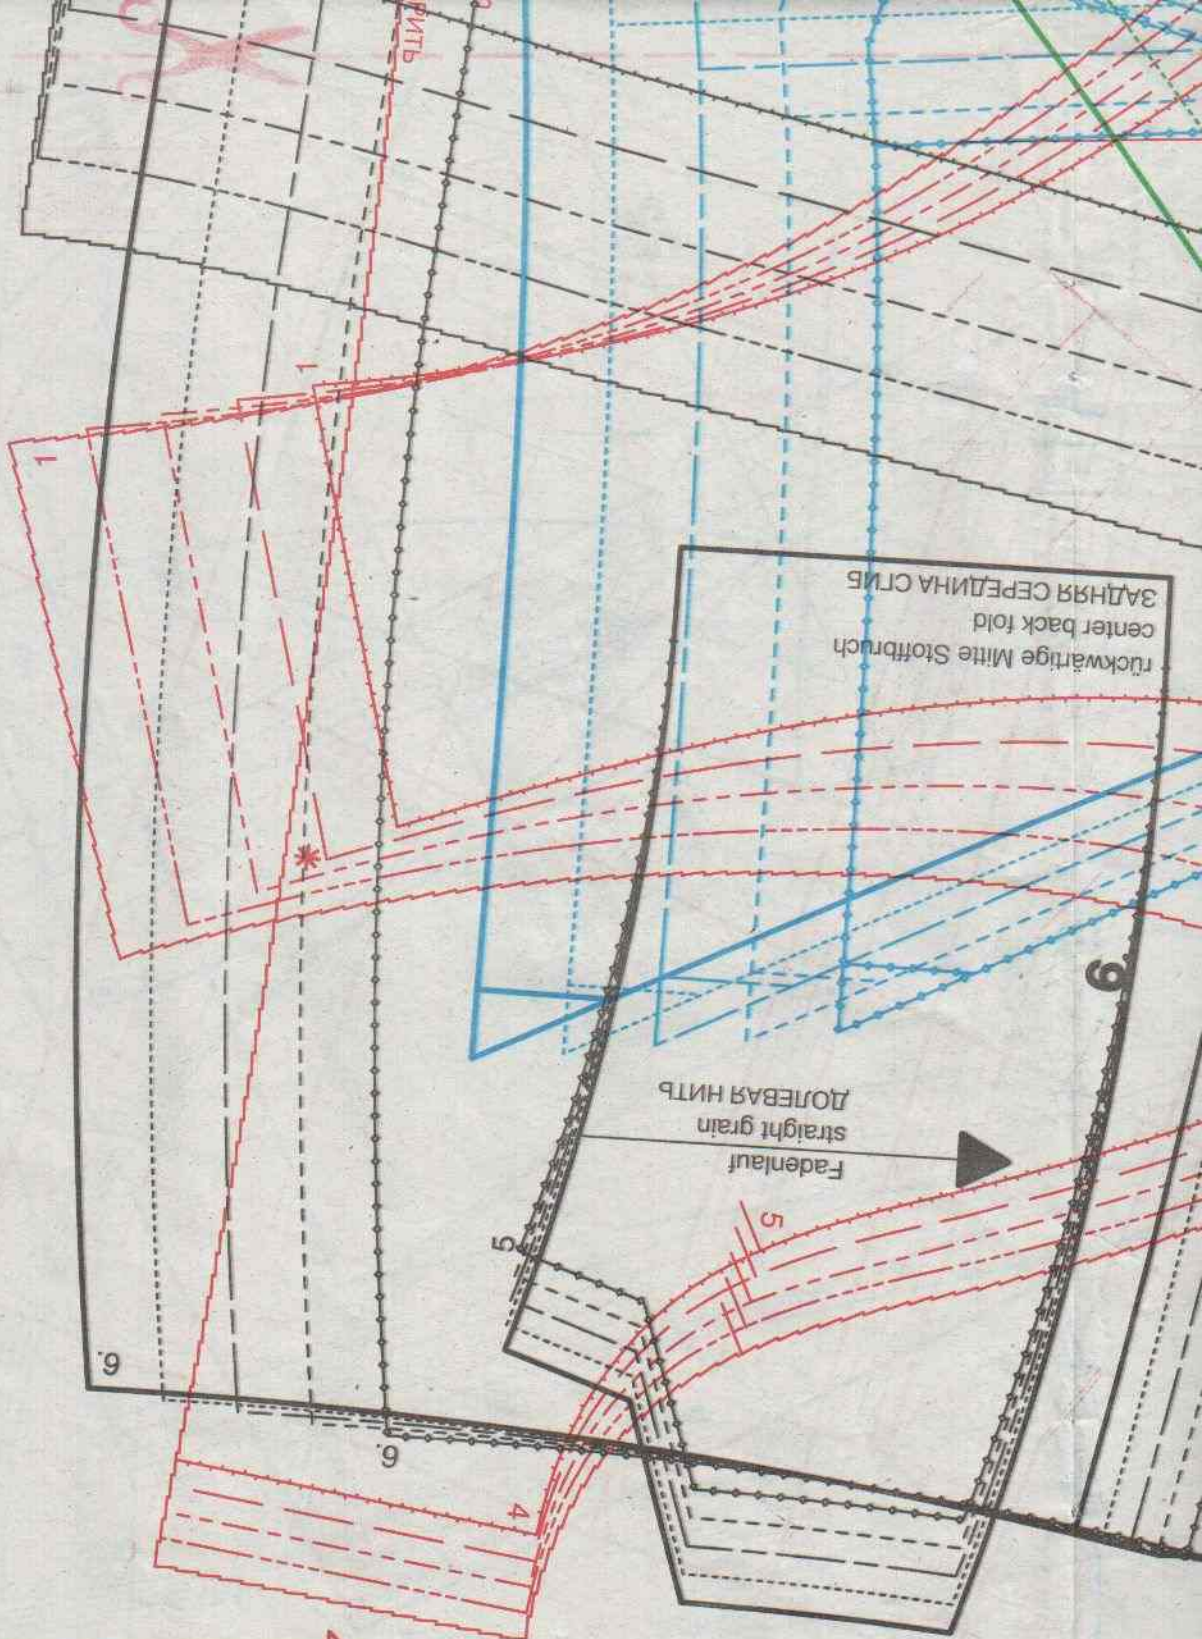 4
6.
6.
5
5
Fadenlauf
straight grain
ДОЛЕВАЯ НИТЬ
6
rückwärtige Mitte Stoffbruch
center back fold
ЗАДНЯЯ СЕРЕДИНА СГИБ
1
1
РИТЬ